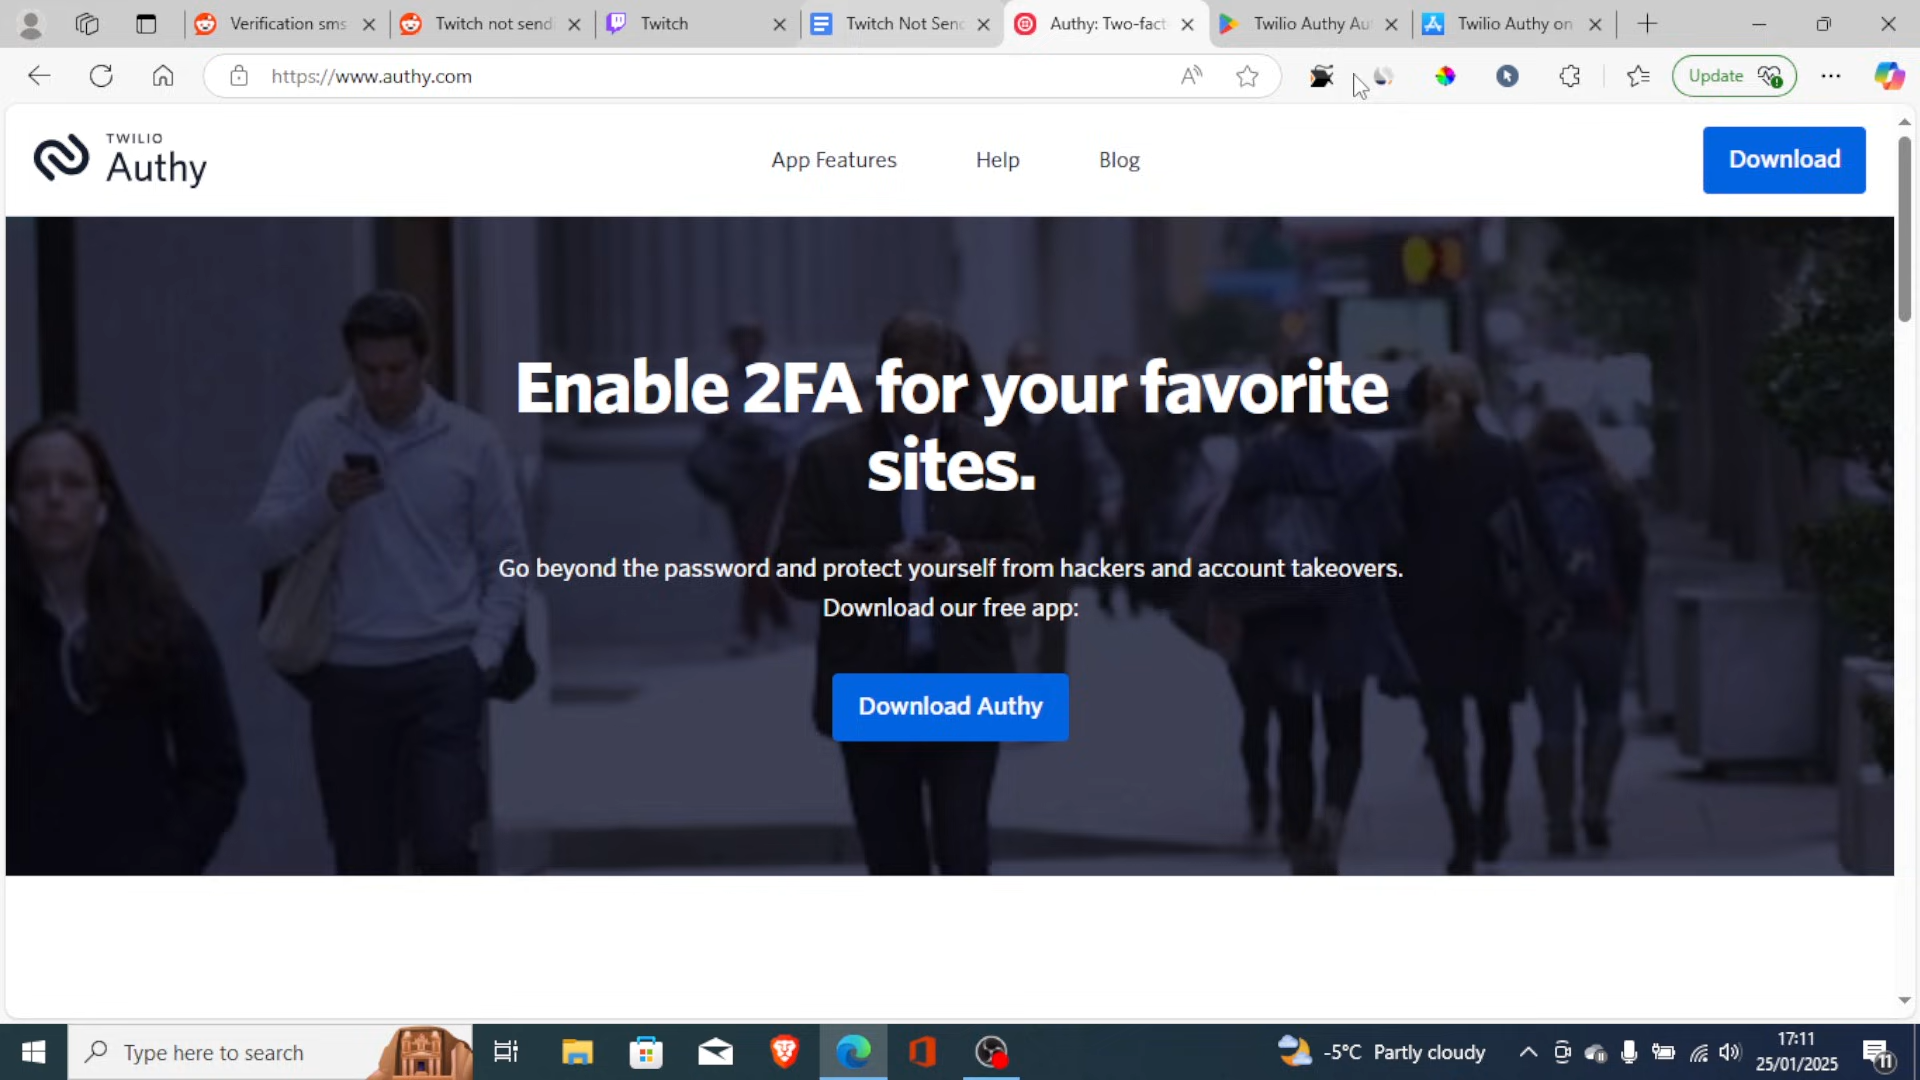 Verification sms
Twitch not sendi
Twitch
Twitch Not Senc
Authy: Two-fact
Twilio Authy Au
Twilio Authy on
https://www.authy.com
A
Update
TWILIO
Authy
App Features
Help
Blog
Download
Enable 2FA for your favorite
sites.
Go beyond the password and protect yourself from hackers and account takeovers.
Download our free app:
Download Authy
Type here to search
-5°C Partly cloudy
17:11
25/01/2025
11